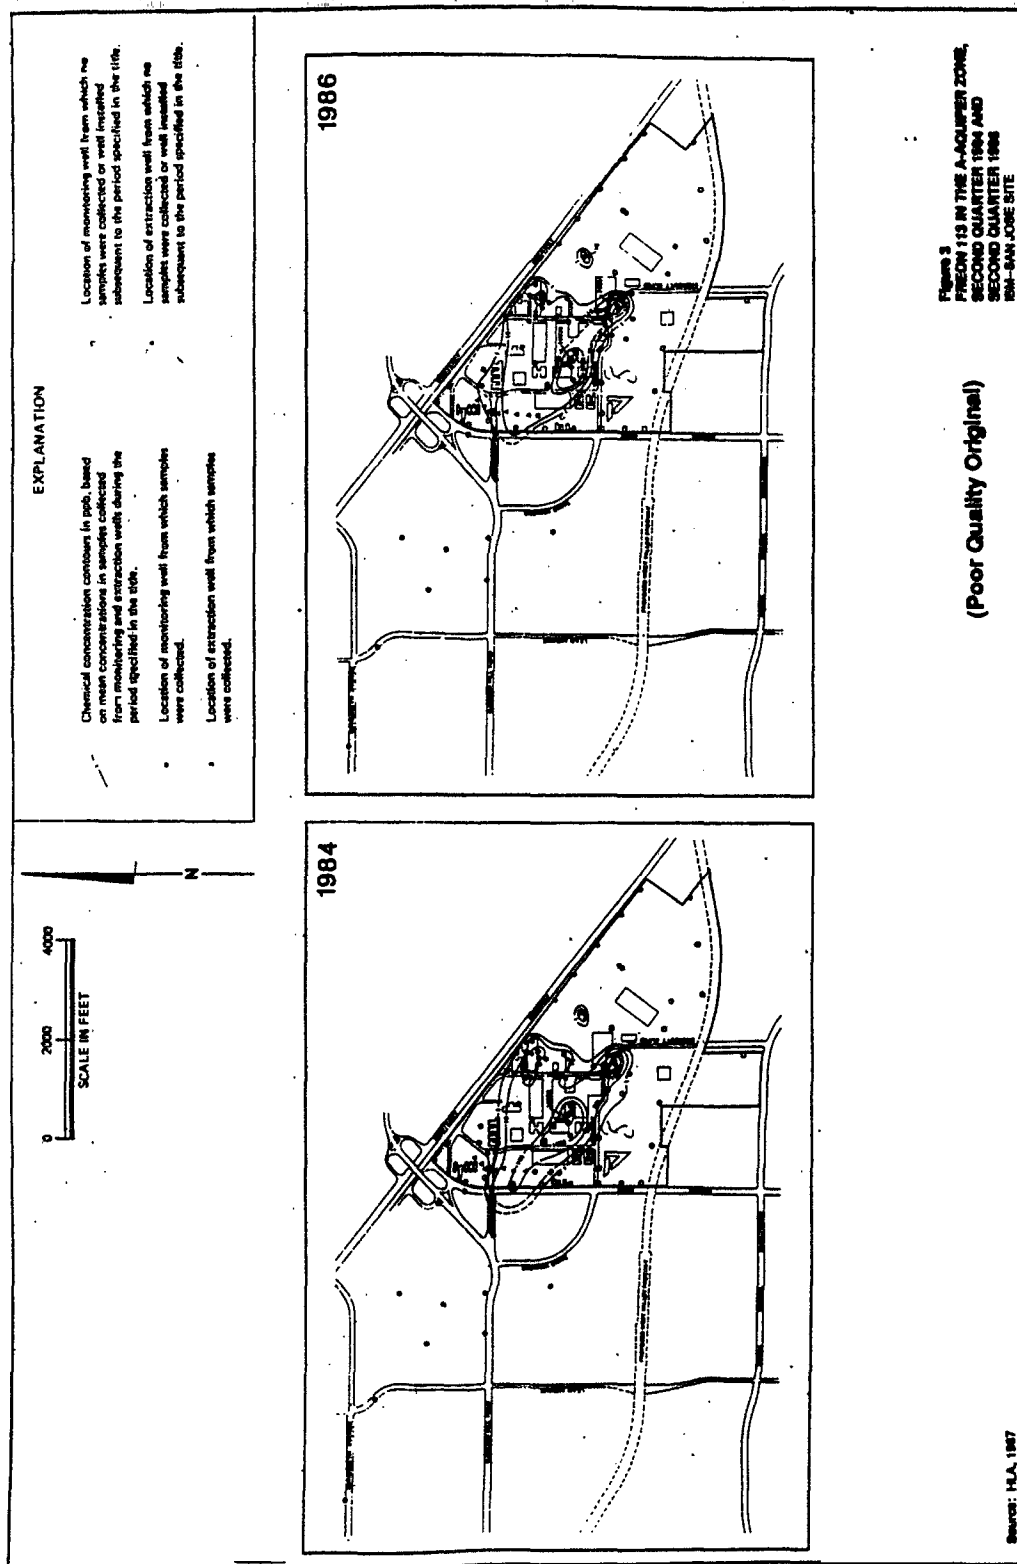 EXPLANATION
Chemical concentration contours in ppb, based
on mean concentrations in samples collected
from monitoring and extraction wells during the
period specified in the title.
Location of monitoring well from which samples
were collected.
Location of extraction well from which samples
were collected.
Location of monitoring well from which no
samples were collected or well installed
subsequent to the period specified in the title.
Location of extraction well from which no
samples were collected or well installed
subsequent to the period specified in the title.
0 2000 4000
SCALE IN FEET
N
1984
1986
Figure 3
FREON 113 IN THE A-AQUIFER ZONE,
SECOND QUARTER 1984 AND
SECOND QUARTER 1986
IBM-SAN JOSE SITE
(Poor Quality Original)
Source: HLA, 1987